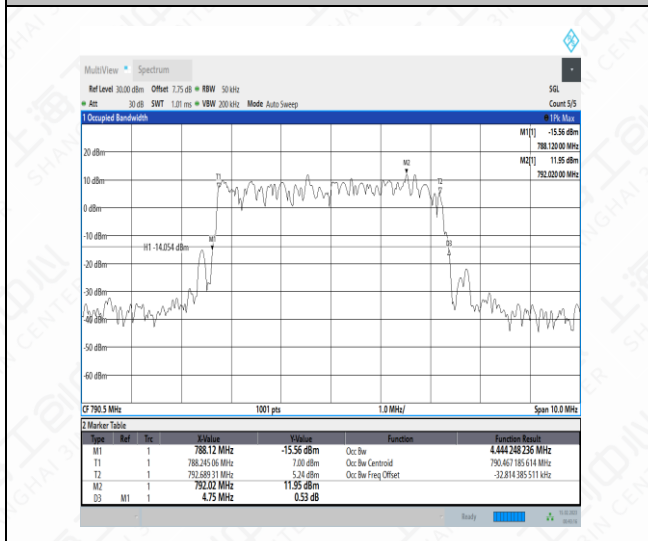 MultiView Spectrum
Ref Level 30.00 dBm Offset 7.75 dB RBW 50 kHz SGL
Att 30 dB SWT 1.01 ms VBW 200 kHz Mode Auto Sweep Count 5/5
1 Occupied Bandwidth 1Pk Max
M1[1] -15.56 dBm
788.120 00 MHz
M2[1] 11.95 dBm
792.020 00 MHz
20 dBm
10 dBm
0 dBm
-10 dBm
-20 dBm
-30 dBm
-40 dBm
-50 dBm
-60 dBm
T1
M2
T2
M1
D3
H1 -14.054 dBm
CF 790.5 MHz 1001 pts 1.0 MHz/ Span 10.0 MHz
2 Marker Table
Type Ref Trc X-Value Y-Value Function Function Result
M1 1 788.12 MHz -15.56 dBm Occ Bw 4.444 248 236 MHz
T1 1 788.245 06 MHz 7.00 dBm Occ Bw Centroid 790.467 185 614 MHz
T2 1 792.689 31 MHz 5.24 dBm Occ Bw Freq Offset -32.814 385 511 kHz
M2 1 792.02 MHz 11.95 dBm
D3 M1 1 4.75 MHz 0.53 dB
Ready